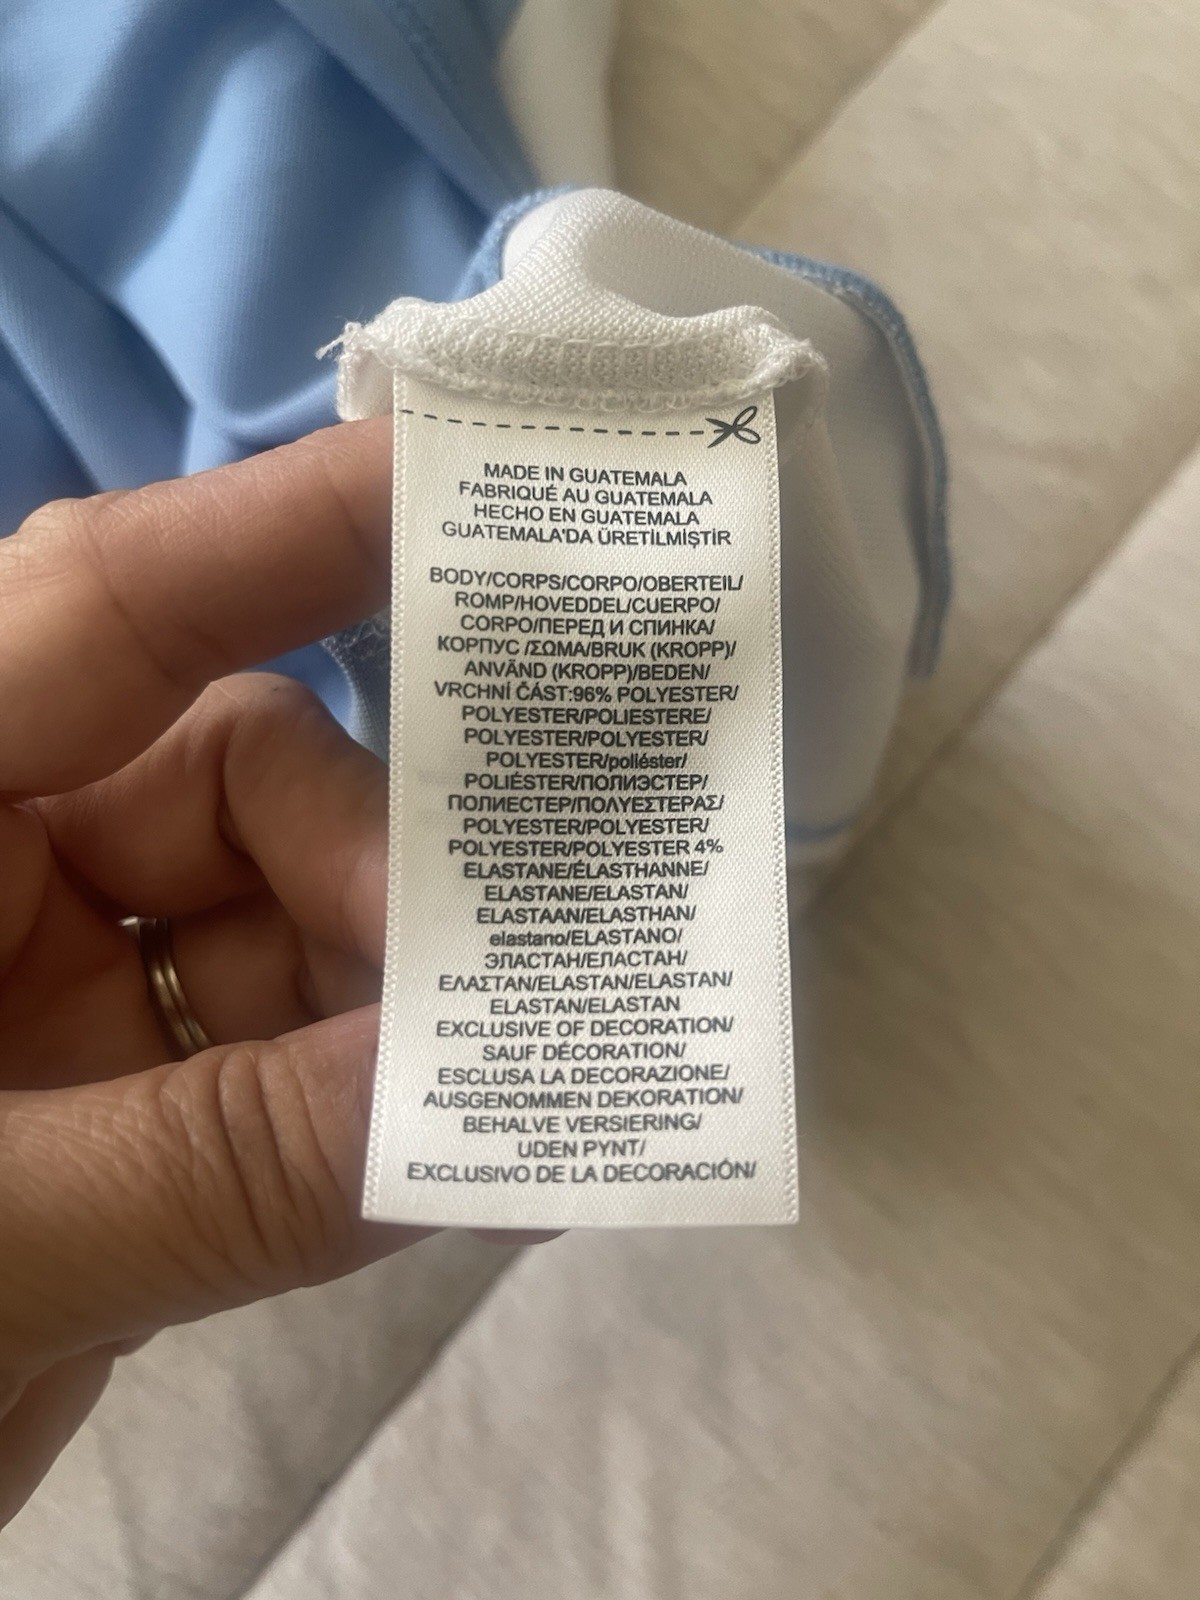 MADE IN GUATEMALA
FABRIQUÉ AU GUATEMALA
HECHO EN GUATEMALA
GUATEMALA'DA ÜRETİLMİŞTİR
BODY/CORPS/CORPO/OBERTEIL/
ROMP/HOVEDDEL/CUERPO/
CORPO/ПЕРЕД И СПИНКА/
КОРПУС /ΣΩΜΑ/BRUK (KROPP)/
ANVÄND (KROPP)/BEDEN/
VRCHNÍ ČÁST:96% POLYESTER/
POLYESTER/POLIESTERE/
POLYESTER/POLYESTER/
POLYESTER/poliéster/
POLIÉSTER/ПОЛИЭСТЕР/
ПОЛИЕСТЕР/ΠΟΛΥΕΣΤΕΡΑΣ/
POLYESTER/POLYESTER/
POLYESTER/POLYESTER 4%
ELASTANE/ÉLASTHANNE/
ELASTANE/ELASTAN/
ELASTAAN/ELASTHAN/
elastano/ELASTANO/
ЭЛАСТАН/ЕЛАСТАН/
ΕΛΑΣΤΑΝ/ELASTAN/ELASTAN/
ELASTAN/ELASTAN
EXCLUSIVE OF DECORATION/
SAUF DÉCORATION/
ESCLUSA LA DECORAZIONE/
AUSGENOMMEN DEKORATION/
BEHALVE VERSIERING/
UDEN PYNT/
EXCLUSIVO DE LA DECORACIÓN/